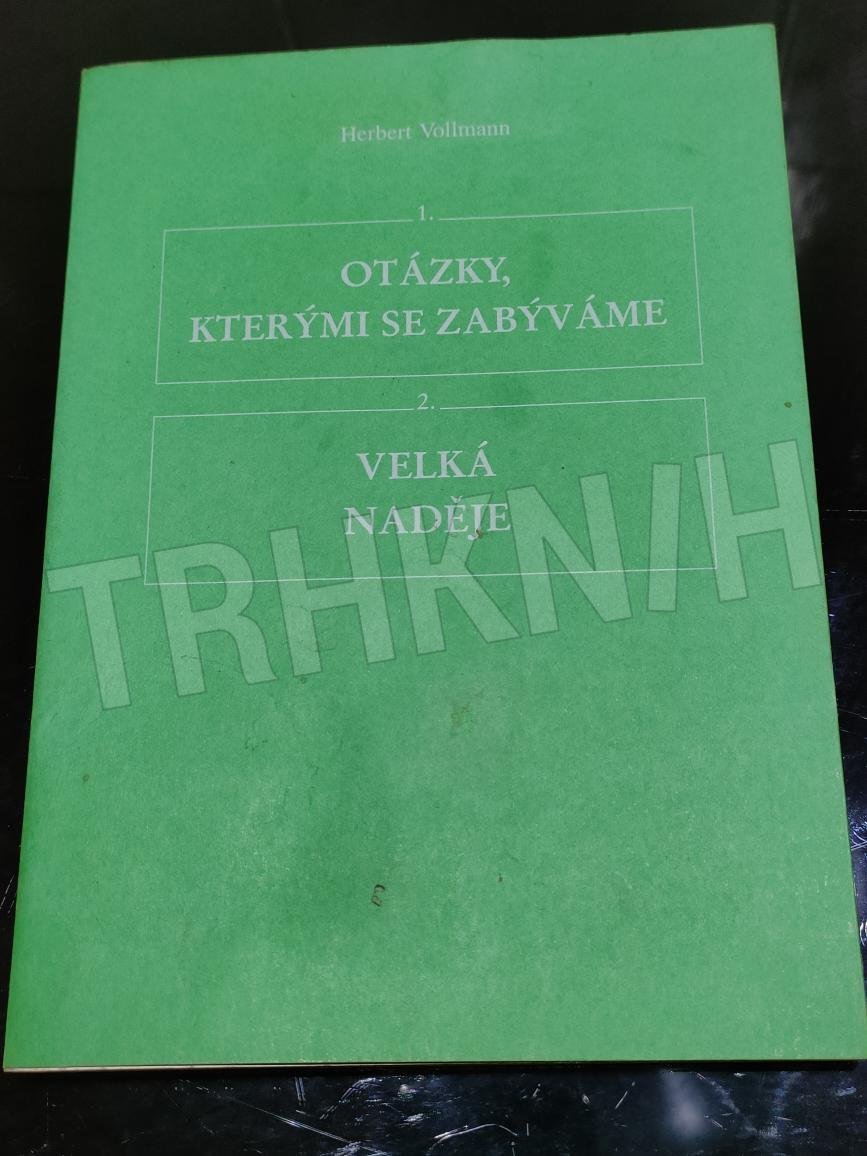 Herbert Vollmann
1.
OTÁZKY,
KTERÝMI SE ZABÝVÁME
2.
VELKÁ
NADĚJE
TRHKNIH